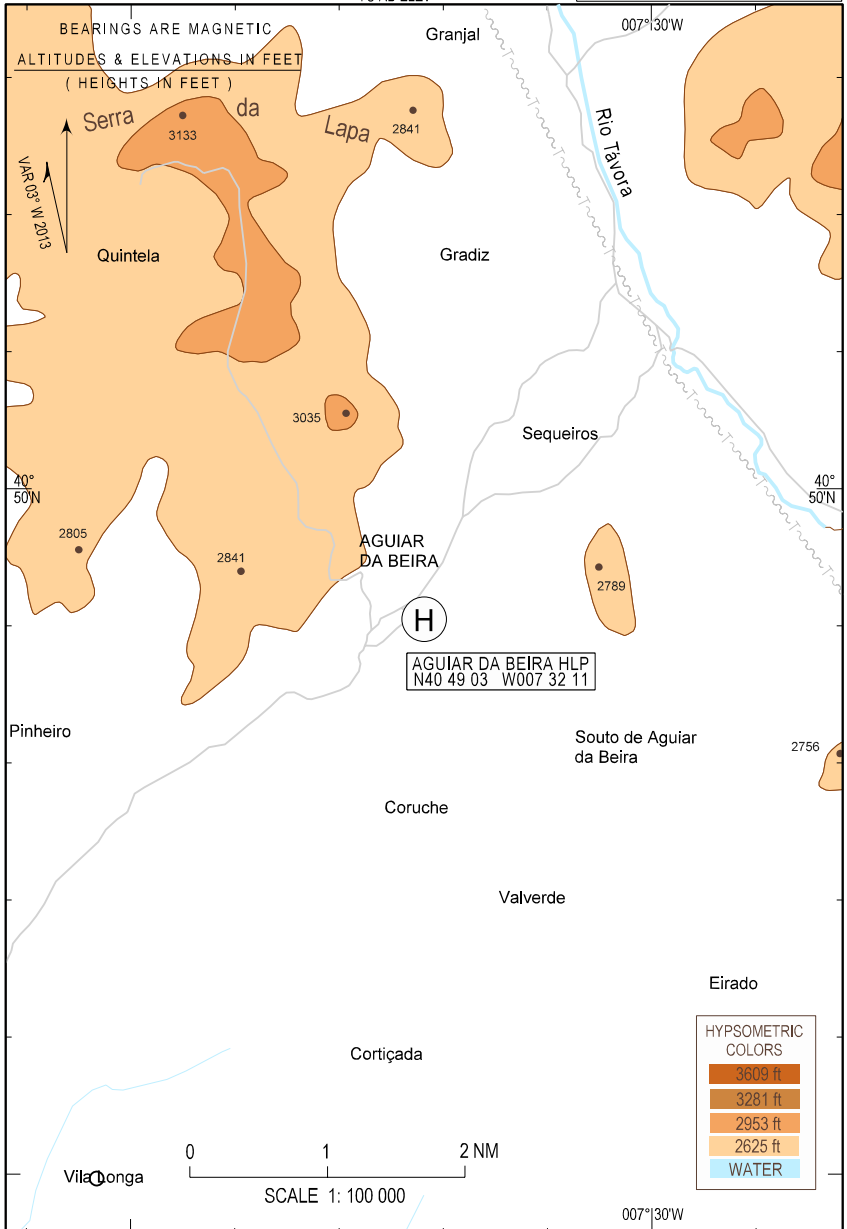 BEARINGS ARE MAGNETIC
ALTITUDES & ELEVATIONS IN FEET
( HEIGHTS IN FEET )
Granjal
007°30'W
Serra da Lapa
3133
2841
Rio Távora
VAR 03° W 2013
Quintela
Gradiz
3035
Sequeiros
40°
50'N
40°
50'N
2805
2841
AGUIAR
DA BEIRA
2789
H
AGUIAR DA BEIRA HLP
N40 49 03 W007 32 11
Pinheiro
Souto de Aguiar
da Beira
2756
Coruche
Valverde
Eirado
Cortiçada
HYPSOMETRIC
COLORS
3609 ft
3281 ft
2953 ft
2625 ft
WATER
0 1 2 NM
SCALE 1: 100 000
Vila Longa
007°30'W